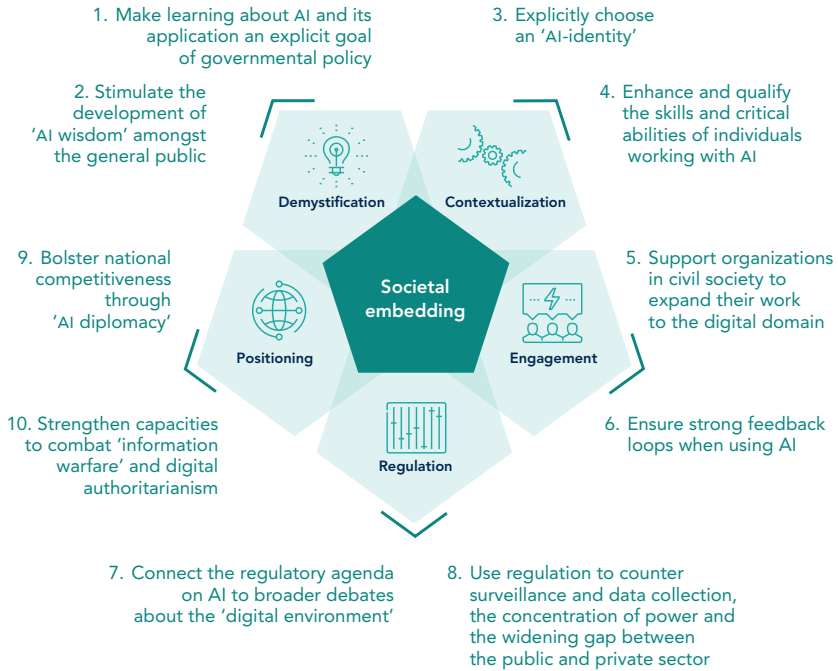 1. Make learning about AI and its
application an explicit goal
of governmental policy
2. Stimulate the
development of
'AI wisdom' amongst
the general public
3. Explicitly choose
an 'AI-identity'
4. Enhance and qualify
the skills and critical
abilities of individuals
working with AI
Demystification
Contextualization
Societal
embedding
9. Bolster national
competitiveness
through
'AI diplomacy'
Positioning
Engagement
5. Support organizations
in civil society to
expand their work
to the digital domain
10. Strengthen capacities
to combat 'information
warfare' and digital
authoritarianism
Regulation
6. Ensure strong feedback
loops when using AI
7. Connect the regulatory agenda
on AI to broader debates
about the 'digital environment'
8. Use regulation to counter
surveillance and data collection,
the concentration of power and
the widening gap between
the public and private sector